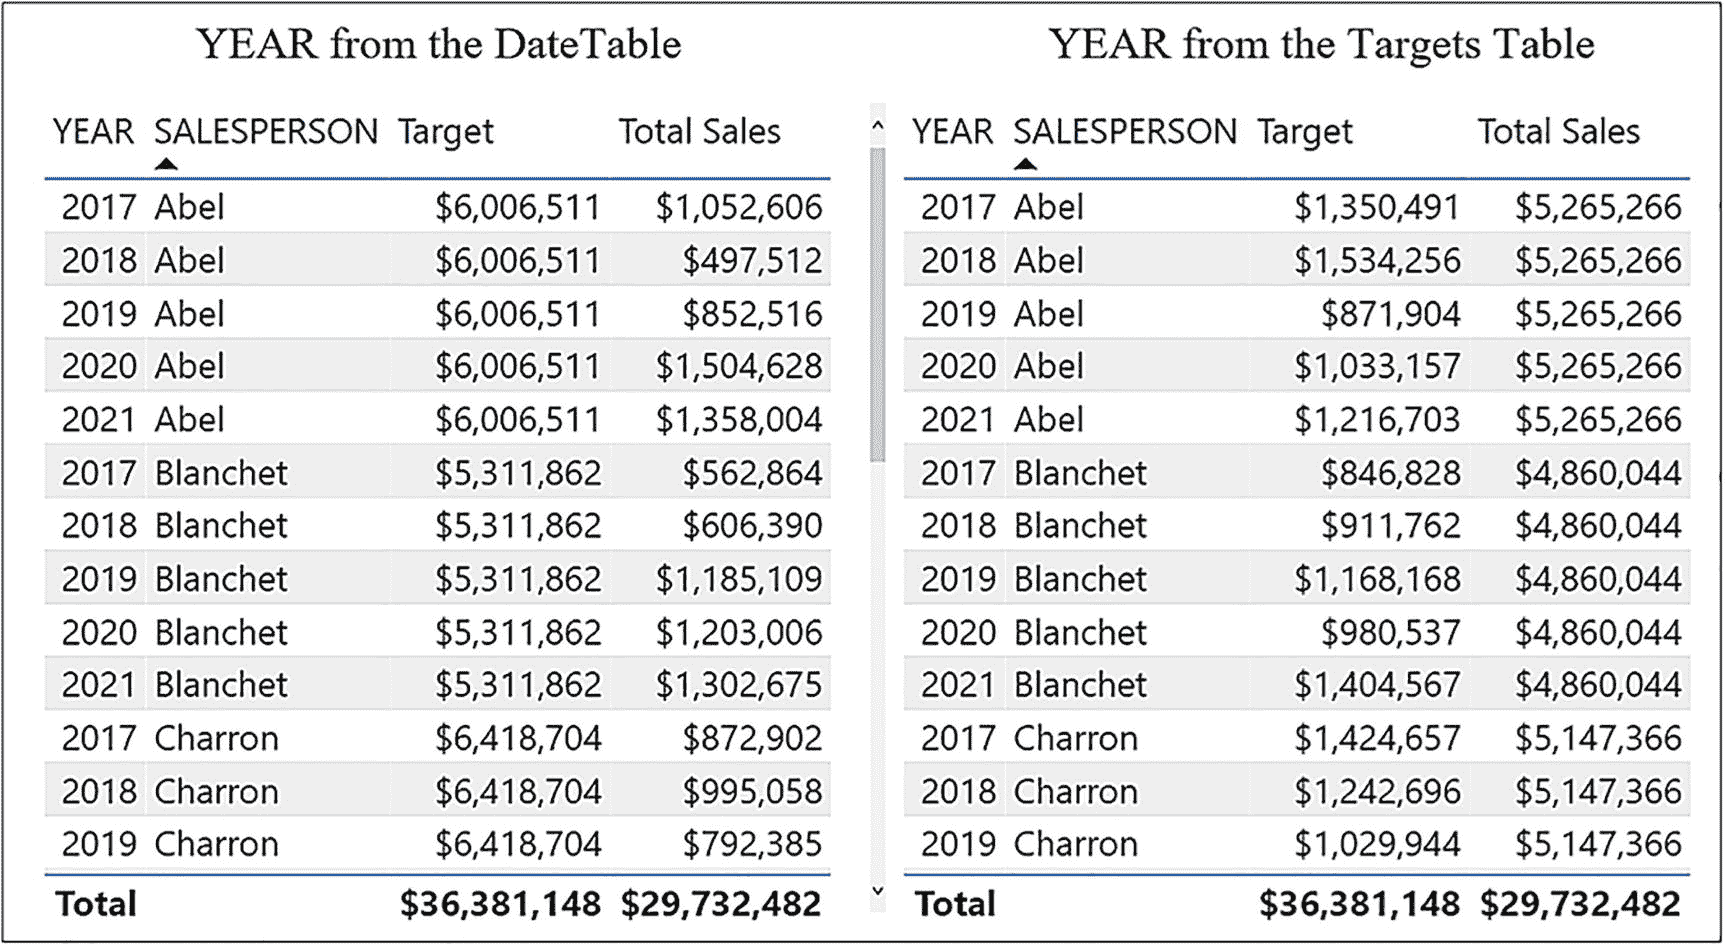 YEAR from the DateTable
YEAR SALESPERSON Target Total Sales
2017 Abel $6,006,511 $1,052,606
2018 Abel $6,006,511 $497,512
2019 Abel $6,006,511 $852,516
2020 Abel $6,006,511 $1,504,628
2021 Abel $6,006,511 $1,358,004
2017 Blanchet $5,311,862 $562,864
2018 Blanchet $5,311,862 $606,390
2019 Blanchet $5,311,862 $1,185,109
2020 Blanchet $5,311,862 $1,203,006
2021 Blanchet $5,311,862 $1,302,675
2017 Charron $6,418,704 $872,902
2018 Charron $6,418,704 $995,058
2019 Charron $6,418,704 $792,385
Total $36,381,148 $29,732,482
YEAR from the Targets Table
YEAR SALESPERSON Target Total Sales
2017 Abel $1,350,491 $5,265,266
2018 Abel $1,534,256 $5,265,266
2019 Abel $871,904 $5,265,266
2020 Abel $1,033,157 $5,265,266
2021 Abel $1,216,703 $5,265,266
2017 Blanchet $846,828 $4,860,044
2018 Blanchet $911,762 $4,860,044
2019 Blanchet $1,168,168 $4,860,044
2020 Blanchet $980,537 $4,860,044
2021 Blanchet $1,404,567 $4,860,044
2017 Charron $1,424,657 $5,147,366
2018 Charron $1,242,696 $5,147,366
2019 Charron $1,029,944 $5,147,366
Total $36,381,148 $29,732,482